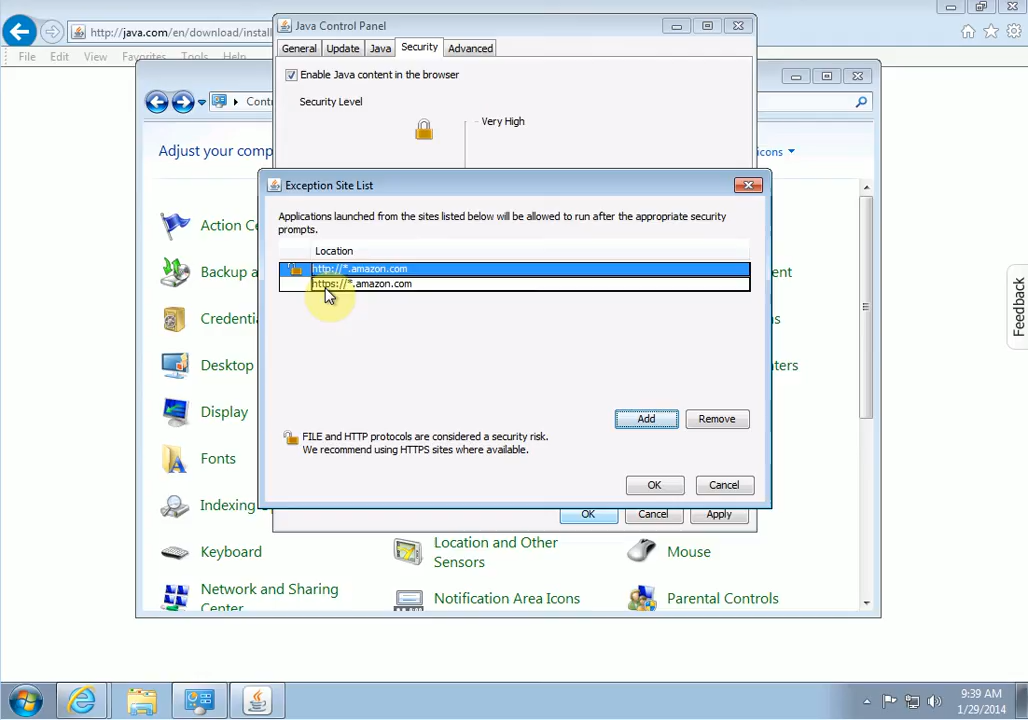 Java Control Panel
http://java.com/en/download/install
File Edit View Favorites Tools Help
General Update Java Security Advanced
Enable Java content in the browser
Security Level
Very High
Adjust your comp
icons
Exception Site List
Applications launched from the sites listed below will be allowed to run after the appropriate security
prompts.
Location
http://*.amazon.com
https://*.amazon.com
Add Remove
FILE and HTTP protocols are considered a security risk.
We recommend using HTTPS sites where available.
OK Cancel
OK Cancel Apply
Contr
Action Ce
Backup a
ent
Credentia
s
Desktop
ters
Display
Fonts
Indexing
Keyboard
Location and Other
Sensors
Mouse
Network and Sharing
Center
Notification Area Icons
Parental Controls
Feedback
9:39 AM
1/29/2014